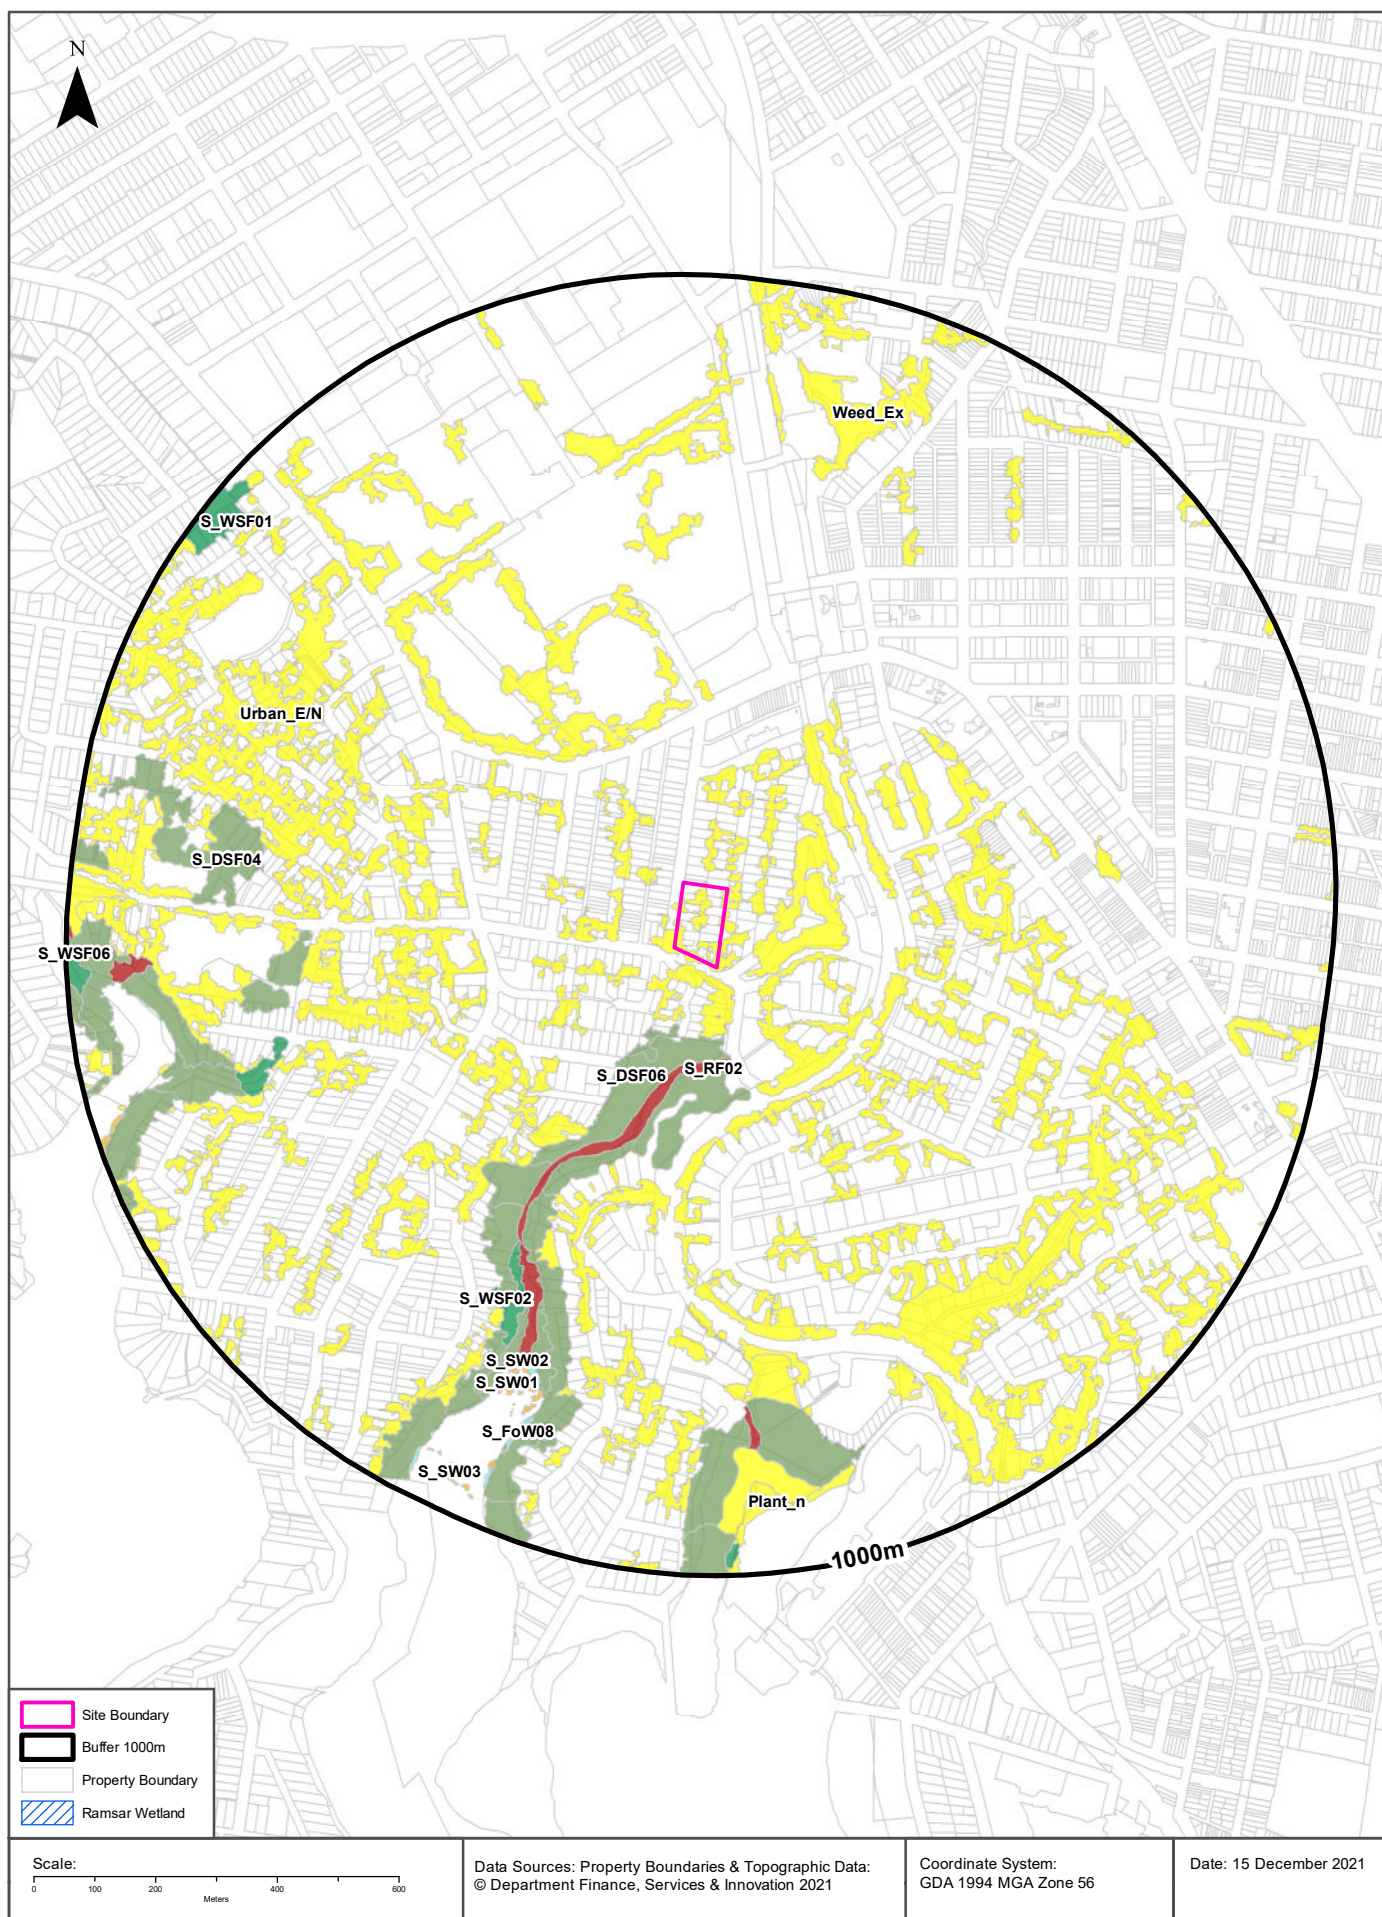 N
Weed_Ex
S_WSF01
Urban_E/N
S_DSF04
S_WSF06
S_DSF06
S_RF02
S_WSF02
S_SW02
S_SW01
S_FoW08
S_SW03
Plant_n
1000m
Site Boundary
Buffer 1000m
Property Boundary
Ramsar Wetland
Scale:
0 100 200 400 600
Meters
Data Sources: Property Boundaries & Topographic Data:
© Department Finance, Services & Innovation 2021
Coordinate System:
GDA 1994 MGA Zone 56
Date: 15 December 2021